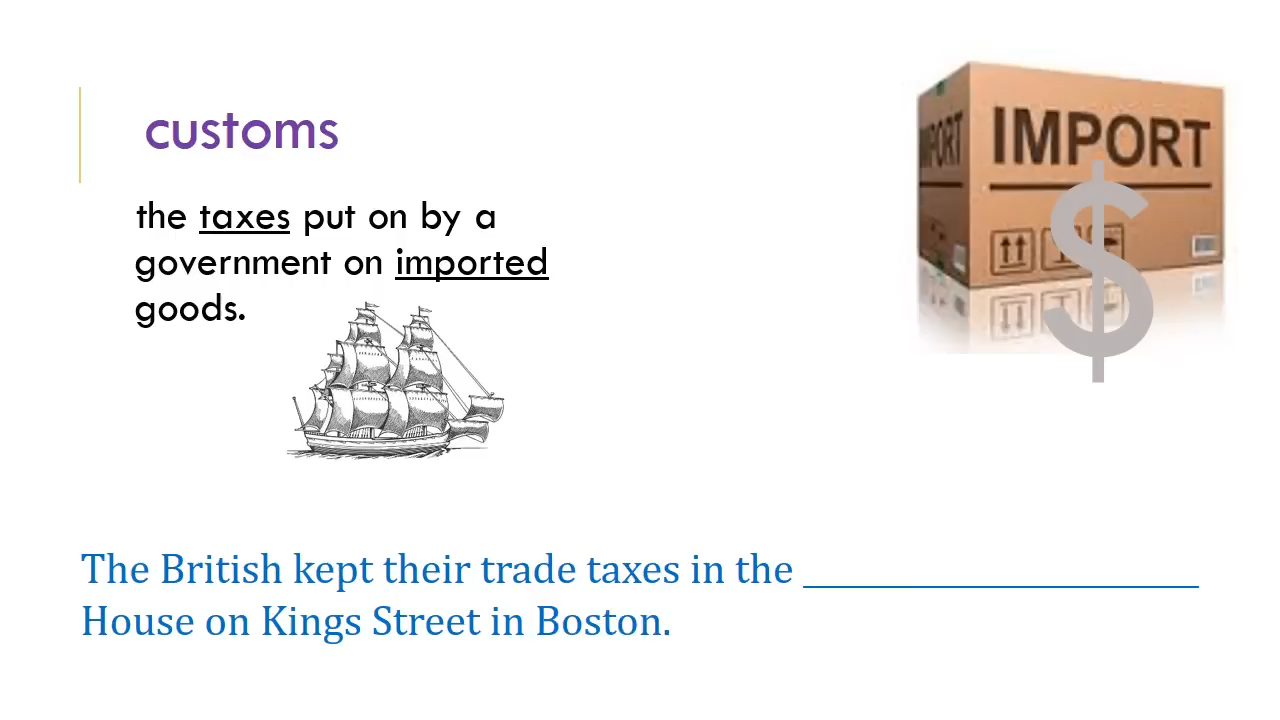 customs
the taxes put on by a
government on imported
goods.
IMPORT
IMPORT
$
The British kept their trade taxes in the ____________________
House on Kings Street in Boston.